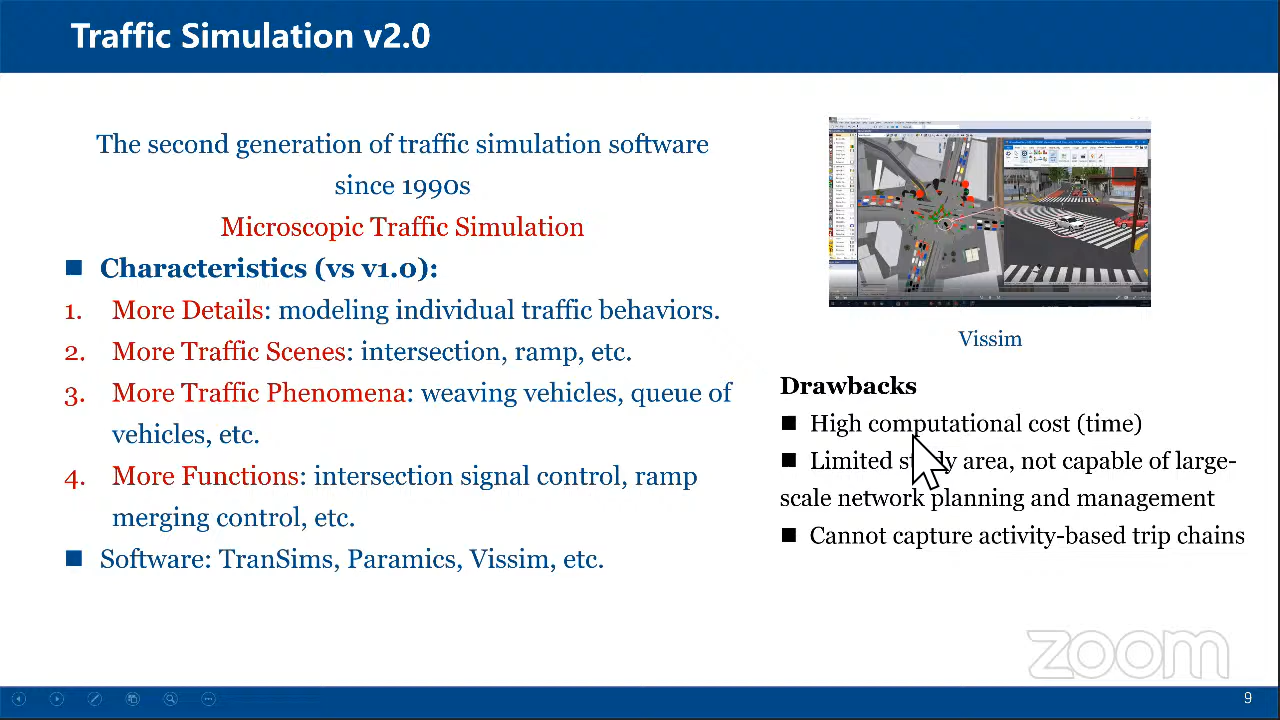 Traffic Simulation v2.0
The second generation of traffic simulation software
since 1990s
Microscopic Traffic Simulation
Characteristics (vs v1.0):
1. More Details: modeling individual traffic behaviors.
2. More Traffic Scenes: intersection, ramp, etc.
3. More Traffic Phenomena: weaving vehicles, queue of
vehicles, etc.
4. More Functions: intersection signal control, ramp
merging control, etc.
Software: TranSims, Paramics, Vissim, etc.
Vissim
Drawbacks
High computational cost (time)
Limited study area, not capable of large-
scale network planning and management
Cannot capture activity-based trip chains
zoom
9